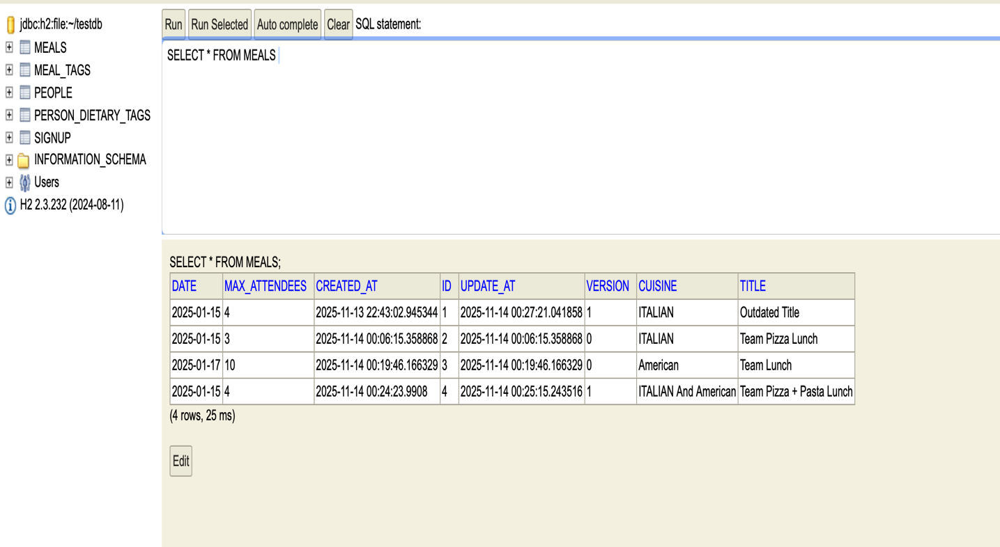 jdbc:h2:file:~/testdb
MEALS
MEAL_TAGS
PEOPLE
PERSON_DIETARY_TAGS
SIGNUP
INFORMATION_SCHEMA
Users
H2 2.3.232 (2024-08-11)
Run Run Selected Auto complete Clear SQL statement:
SELECT * FROM MEALS
SELECT * FROM MEALS;
DATE MAX_ATTENDEES CREATED_AT ID UPDATE_AT VERSION CUISINE TITLE
2025-01-15 4 2025-11-13 22:43:02.945344 1 2025-11-14 00:27:21.041858 1 ITALIAN Outdated Title
2025-01-15 3 2025-11-14 00:06:15.358868 2 2025-11-14 00:06:15.358868 0 ITALIAN Team Pizza Lunch
2025-01-17 10 2025-11-14 00:19:46.166329 3 2025-11-14 00:19:46.166329 0 American Team Lunch
2025-01-15 4 2025-11-14 00:24:23.9908 4 2025-11-14 00:25:15.243516 1 ITALIAN And American Team Pizza + Pasta Lunch
(4 rows, 25 ms)
Edit